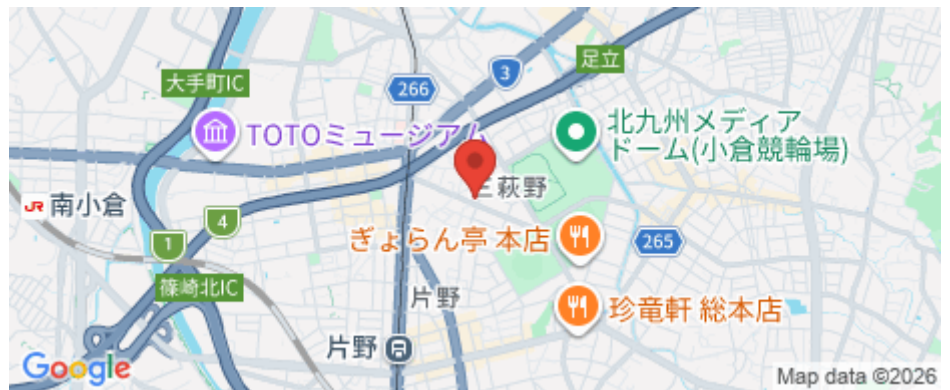 大手町IC
266
3
足立
TOTOミュージアム
北九州メディア
ドーム(小倉競輪場)
三萩野
JR 南小倉
4
1
ぎょらん亭 本店
265
篠崎北IC
片野
珍竜軒 総本店
片野
Google
Map data ©2026